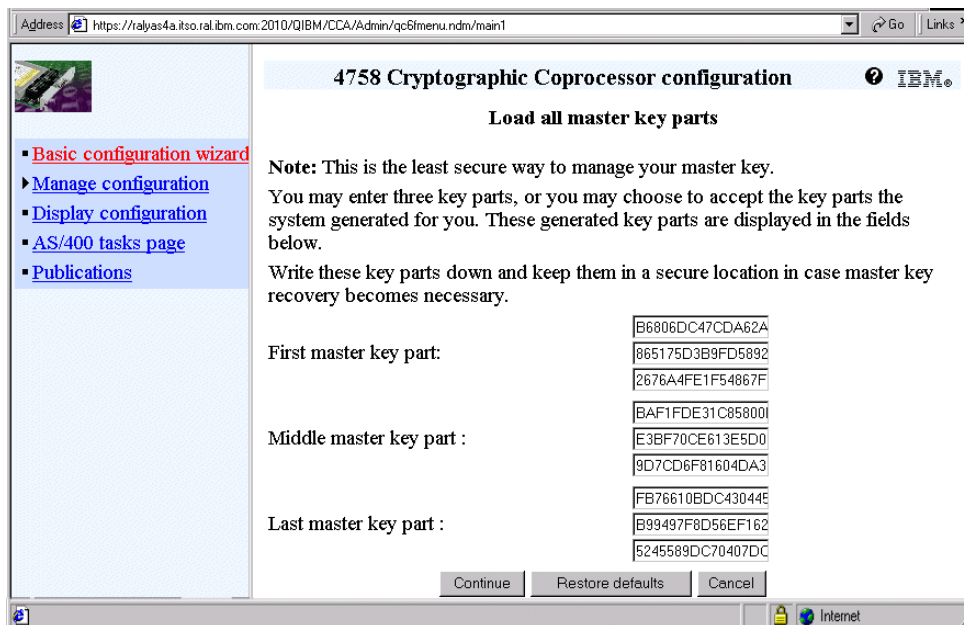 Address https://ralyas4a.itso.ral.ibm.com:2010/QIBM/CCA/Admin/qc6fmenu.ndm/main1 Go Links
4758 Cryptographic Coprocessor configuration ? IBM®
Load all master key parts
Basic configuration wizard
Manage configuration
Display configuration
AS/400 tasks page
Publications
Note: This is the least secure way to manage your master key.
You may enter three key parts, or you may choose to accept the key parts the
system generated for you. These generated key parts are displayed in the fields
below.
Write these key parts down and keep them in a secure location in case master key
recovery becomes necessary.
First master key part:
B6806DC47CDA62A
865175D3B9FD5892
2676A4FE1F54867F
Middle master key part :
BAF1FDE31C85800
E3BF70CE613E5D0
9D7CD6F81604DA3
Last master key part :
FB76610BDC430445
B99497F8D56EF162
5245589DC70407DC
Continue Restore defaults Cancel
Internet